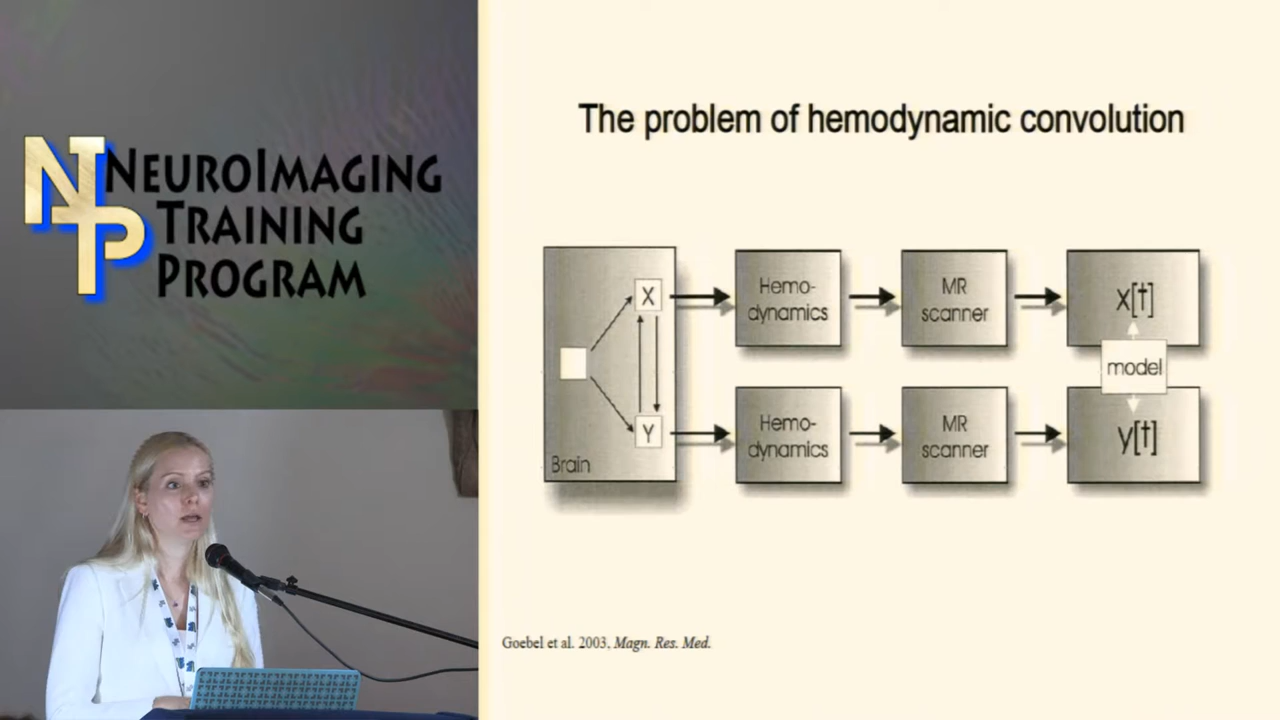 NTP
NEUROIMAGING
TRAINING
PROGRAM
The problem of hemodynamic convolution
X
Y
Brain
Hemo-
dynamics
MR
scanner
x[t]
model
Hemo-
dynamics
MR
scanner
y[t]
Goebel et al. 2003, Magn. Res. Med.